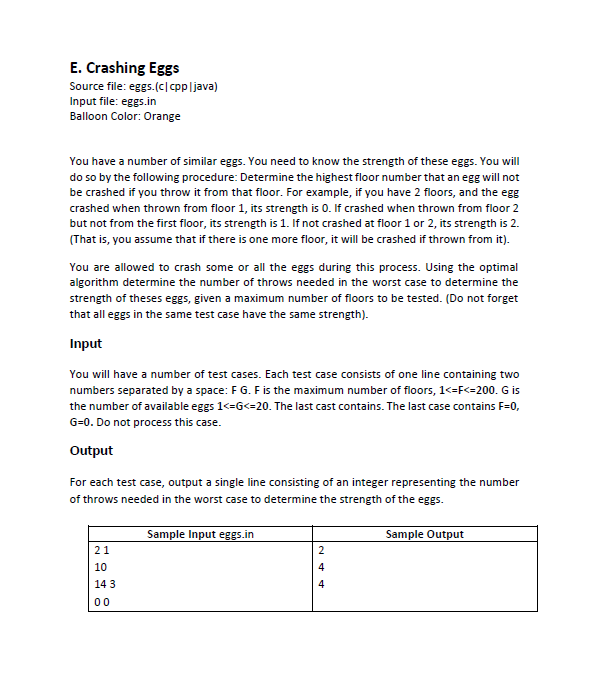 E. Crashing Eggs
Source file: eggs.(c|cpp|java)
Input file: eggs.in
Balloon Color: Orange
You have a number of similar eggs. You need to know the strength of these eggs. You will
do so by the following procedure: Determine the highest floor number that an egg will not
be crashed if you throw it from that floor. For example, if you have 2 floors, and the egg
crashed when thrown from floor 1, its strength is 0. If crashed when thrown from floor 2
but not from the first floor, its strength is 1. If not crashed at floor 1 or 2, its strength is 2.
(That is, you assume that if there is one more floor, it will be crashed if thrown from it).
You are allowed to crash some or all the eggs during this process. Using the optimal
algorithm determine the number of throws needed in the worst case to determine the
strength of theses eggs, given a maximum number of floors to be tested. (Do not forget
that all eggs in the same test case have the same strength).
Input
You will have a number of test cases. Each test case consists of one line containing two
numbers separated by a space: F G. F is the maximum number of floors, 1<=F<=200. G is
the number of available eggs 1<=G<=20. The last cast contains. The last case contains F=0,
G=0. Do not process this case.
Output
For each test case, output a single line consisting of an integer representing the number
of throws needed in the worst case to determine the strength of the eggs.
Sample Input eggs.in Sample Output
2 1 2
10 4
14 3 4
0 0